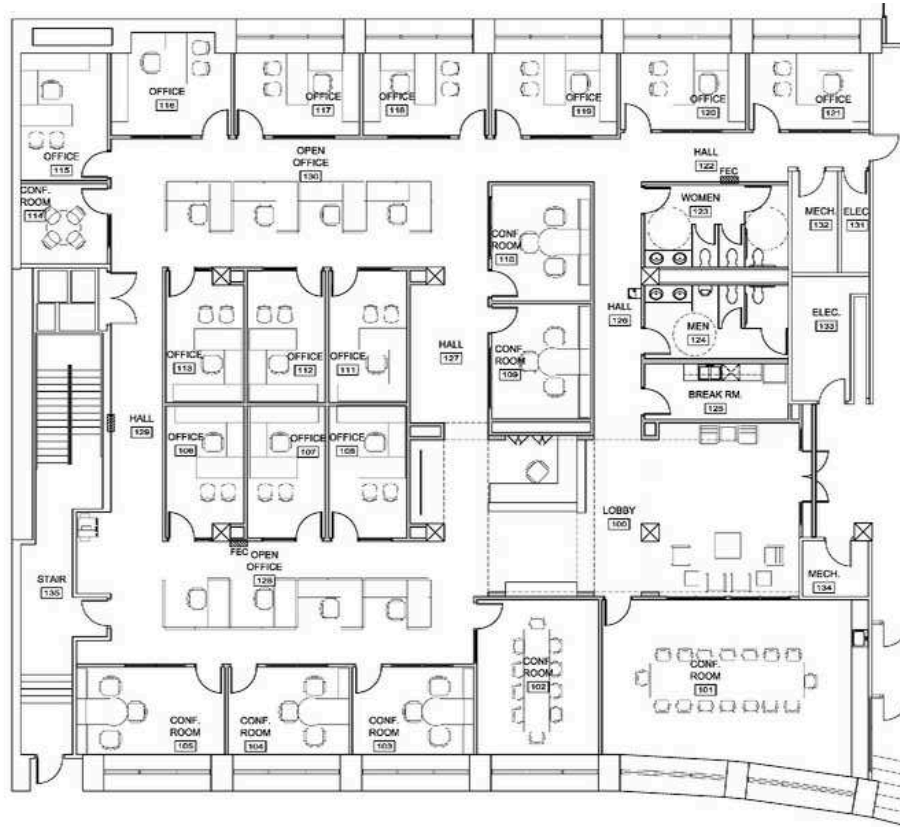 OFFICE
116
OFFICE
117
OFFICE
118
OFFICE
119
OFFICE
120
OFFICE
121
OFFICE
115
OPEN
OFFICE
130
HALL
122
FEC
CONF.
ROOM
114
WOMEN
123
MECH.
132
ELEC
131
CONF.
ROOM
110
HALL
126
ELEC.
133
MEN
124
OFFICE
113
OFFICE
112
OFFICE
111
HALL
127
CONF.
ROOM
109
BREAK RM.
125
HALL
129
OFFICE
106
OFFICE
107
OFFICE
108
LOBBY
100
FEC
OPEN
OFFICE
128
STAIR
135
MECH.
134
CONF.
ROOM
102
CONF.
ROOM
101
CONF.
ROOM
105
CONF.
ROOM
104
CONF.
ROOM
103